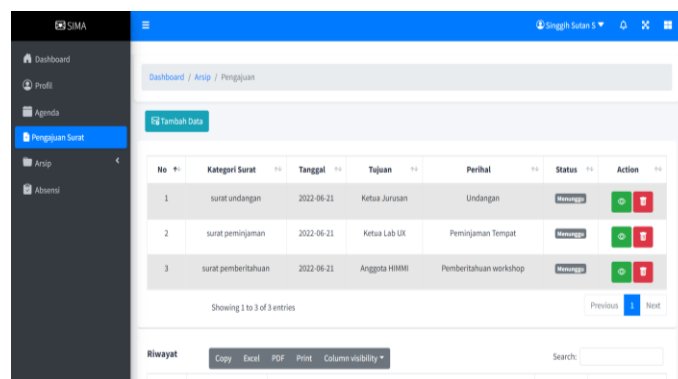 SIMA
Singgih Sutan S
Dashboard
Profil
Agenda
Pengajuan Surat
Arsip
Absensi
Dashboard / Arsip / Pengajuan
Tambah Data
No Kategori Surat Tanggal Tujuan Perihal Status Action
1 surat undangan 2022-06-21 Ketua Jurusan Undangan Menunggu
2 surat peminjaman 2022-06-21 Ketua Lab UX Peminjaman Tempat Menunggu
3 surat pemberitahuan 2022-06-21 Anggota HIMMI Pemberitahuan workshop Menunggu
Showing 1 to 3 of 3 entries
Previous 1 Next
Riwayat Copy Excel PDF Print Column visibility Search: